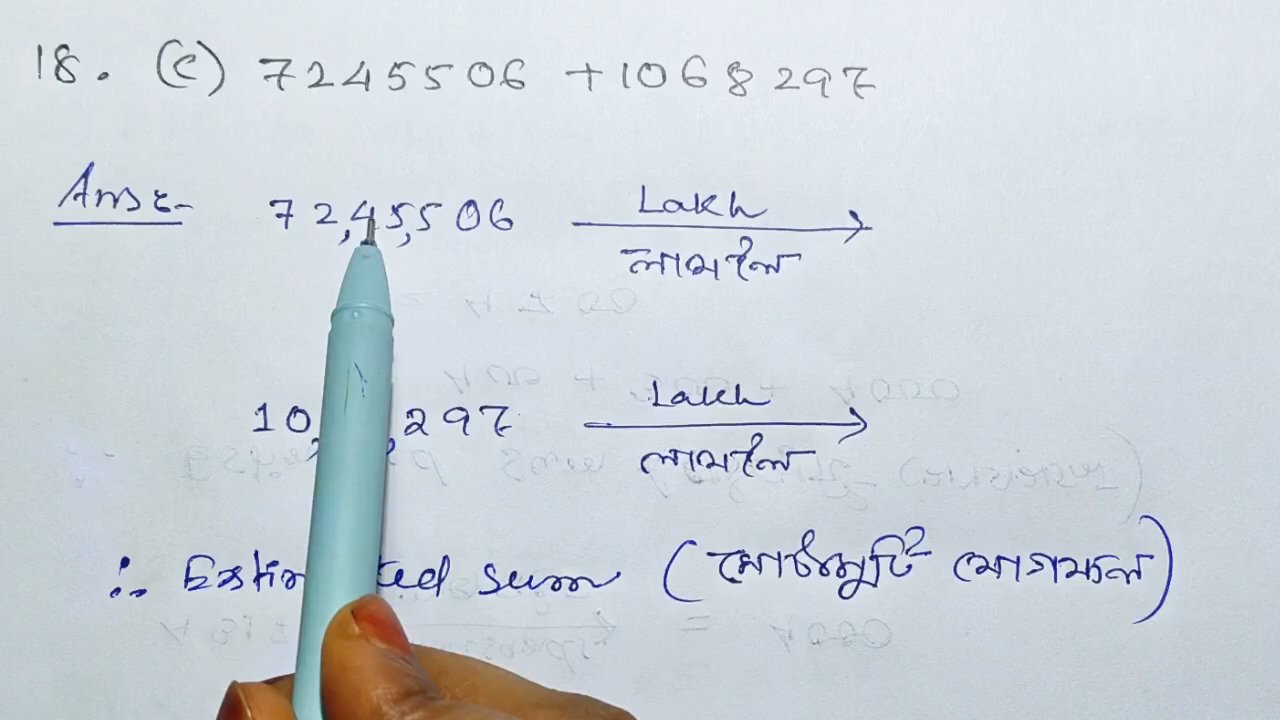 18. (c) 7245506 + 1068297
Ans:- 72,45,506 Lakh
লাখলৈ
10, ,297 Lakh
লাখলৈ
∴ Estim ted sum (মোটামুটি যোগফল)